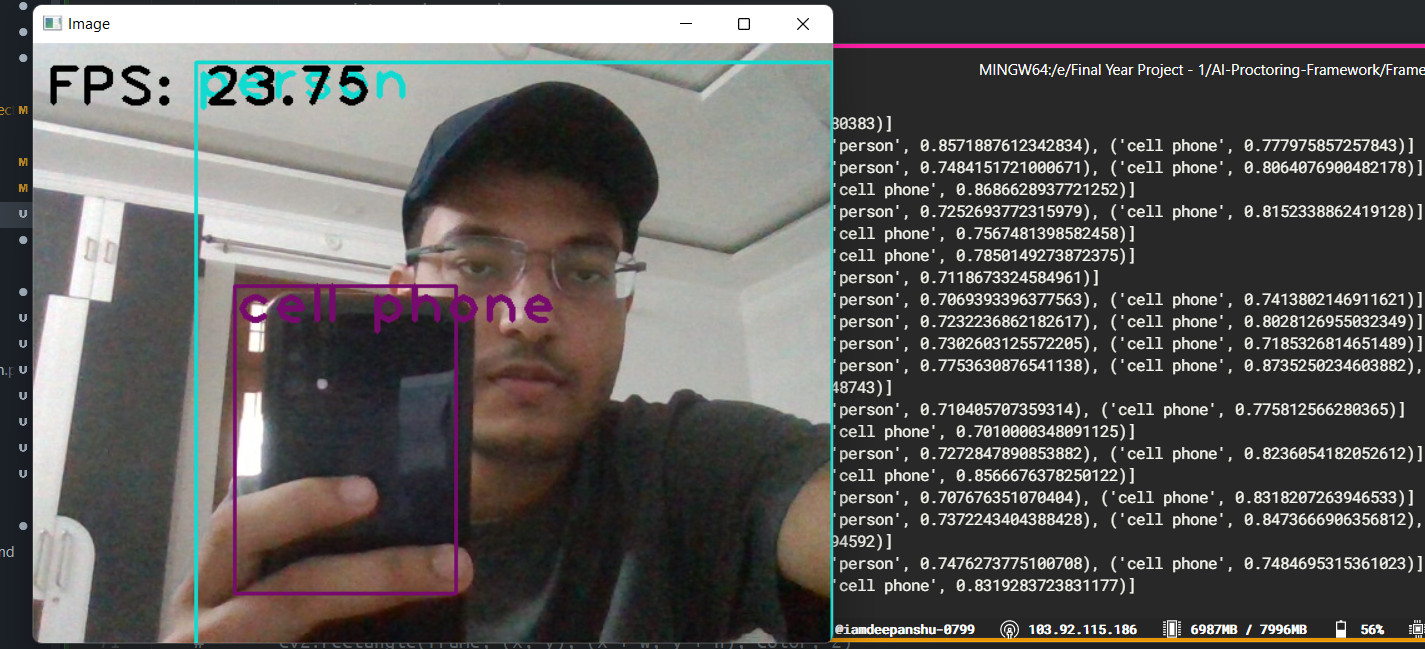 Image
FPS: 23.75
person
cell phone
MINGW64:/e/Final Year Project - 1/AI-Proctoring-Framework/Frame
80383)]
'person', 0.8571887612342834), ('cell phone', 0.777975857257843)]
'person', 0.7484151721000671), ('cell phone', 0.8064076900482178)]
'cell phone', 0.8686628937721252)]
'person', 0.7252693772315979), ('cell phone', 0.8152338862419128)]
'cell phone', 0.7567481398582458)]
'cell phone', 0.7850149273872375)]
'person', 0.7118673324584961)]
'person', 0.7069393396377563), ('cell phone', 0.7413802146911621)]
'person', 0.7232236862182617), ('cell phone', 0.8028126955032349)]
'person', 0.7302603125572205), ('cell phone', 0.7185326814651489)]
'person', 0.7753630876541138), ('cell phone', 0.8735250234603882),
48743)]
'person', 0.710405707359314), ('cell phone', 0.775812566280365)]
'cell phone', 0.7010000348091125)]
'person', 0.7272847890853882), ('cell phone', 0.8236054182052612)]
'cell phone', 0.8566676378250122)]
'person', 0.707676351070404), ('cell phone', 0.8318207263946533)]
'person', 0.7372243404388428), ('cell phone', 0.8473666906356812),
94592)]
'person', 0.7476273775100708), ('cell phone', 0.7484695315361023)]
'cell phone', 0.8319283723831177)]
@iamdeepanshu-0799 103.92.115.186 6987MB / 7996MB 56%
M
M
M
U
U
U
U
U
U
U
U